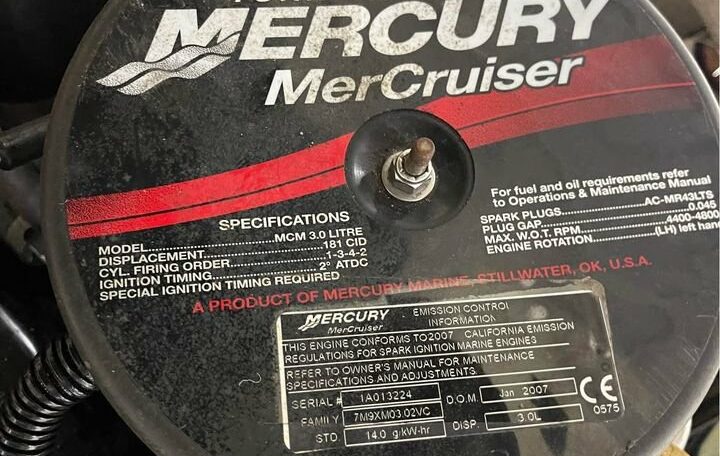 MERCURY
MerCruiser
SPECIFICATIONS
MODEL MCM 3.0 LITRE
DISPLACEMENT 181 CID
CYL. FIRING ORDER 1-3-4-2
IGNITION TIMING 2° ATDC
SPECIAL IGNITION TIMING REQUIRED
For fuel and oil requirements refer
to Operations & Maintenance Manual
SPARK PLUGS AC-MR43LTS
PLUG GAP 0.045
MAX. W.O.T. RPM 4400-4800
ENGINE ROTATION (LH) left hand
A PRODUCT OF MERCURY MARINE, STILLWATER, OK, U.S.A.
MERCURY MerCruiser
EMISSION CONTROL
INFORMATION
THIS ENGINE CONFORMS TO 2007 CALIFORNIA EMISSION
REGULATIONS FOR SPARK IGNITION MARINE ENGINES
REFER TO OWNER'S MANUAL FOR MAINTENANCE
SPECIFICATIONS AND ADJUSTMENTS.
SERIAL # 1A013224 D.O.M. Jan 2007
FAMILY 7M9XM03.02VC DISP. 3.0L
STD. 14.0 g/kW-hr
CE
0575